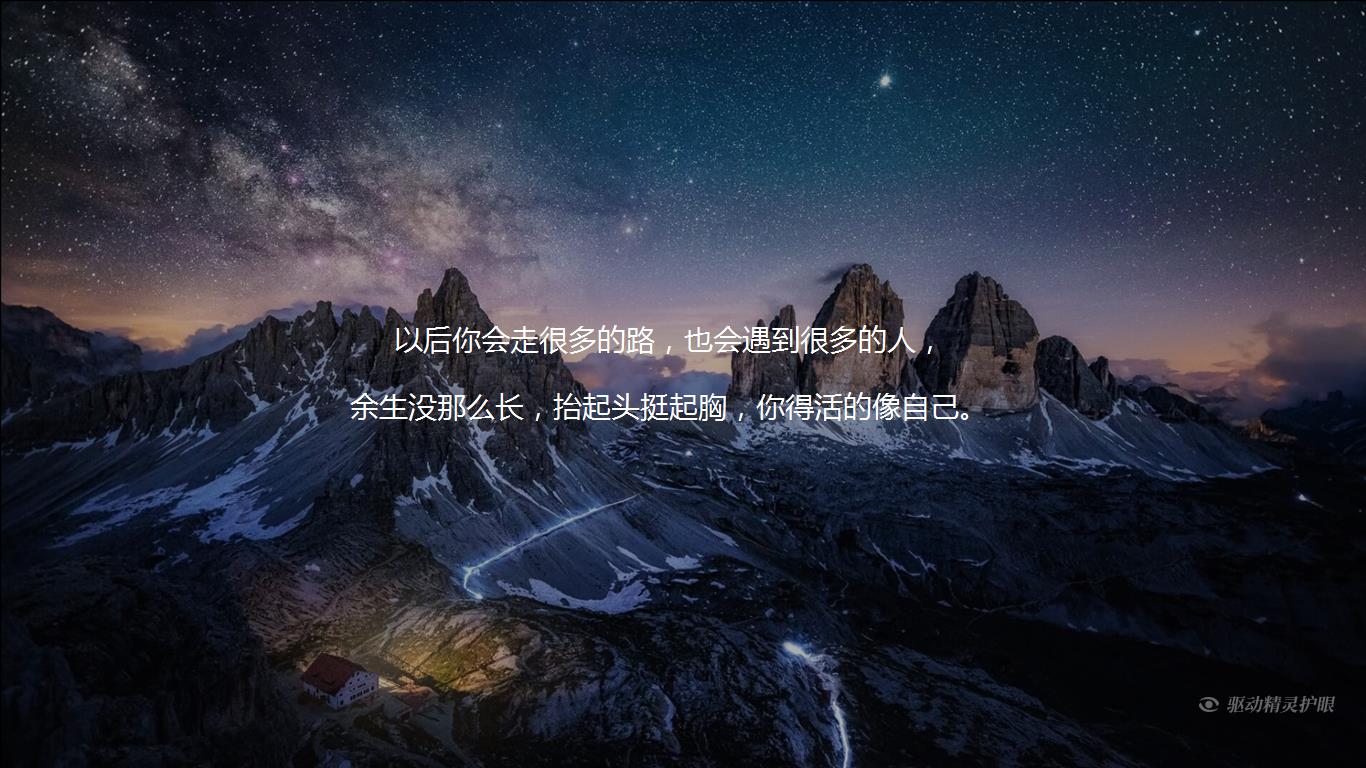 以后你会走很多的路，也会遇到很多的人，
余生没那么长，抬起头挺起胸，你得活的像自己。
驱动精灵护眼